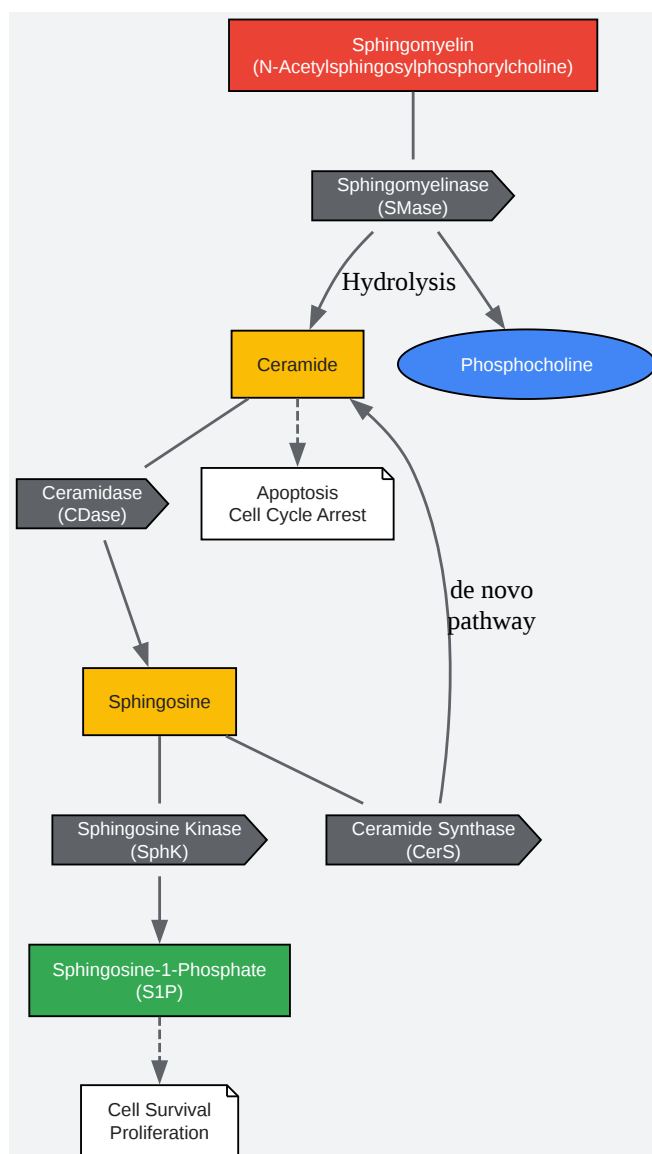 Sphingomyelin
(N-Acetylsphingosylphosphorylcholine)
Sphingomyelinase
(SMase)
Hydrolysis
Ceramide
Phosphocholine
Ceramidase
(CDase)
Apoptosis
Cell Cycle Arrest
de novo
pathway
Sphingosine
Sphingosine Kinase
(SphK)
Ceramide Synthase
(CerS)
Sphingosine-1-Phosphate
(S1P)
Cell Survival
Proliferation